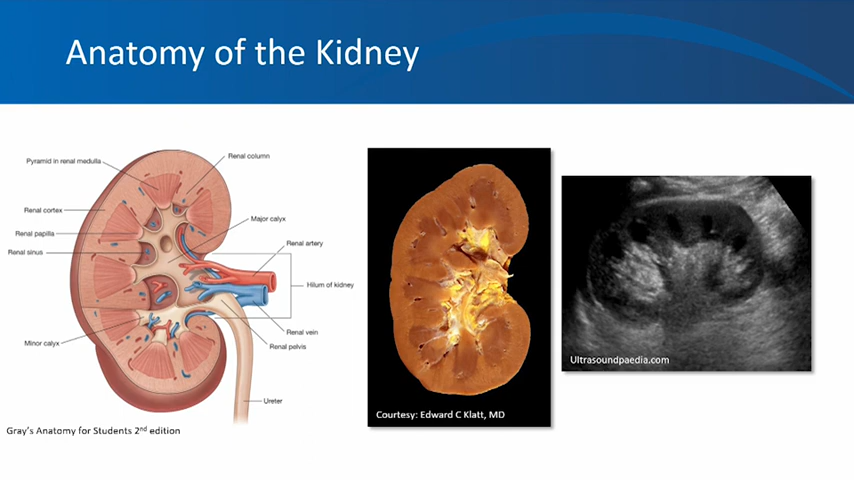 Anatomy of the Kidney
Pyramid in renal medulla
Renal column
Renal cortex
Major calyx
Renal papilla
Renal artery
Renal sinus
Hilum of kidney
Renal vein
Minor calyx
Renal pelvis
Ureter
Gray's Anatomy for Students 2nd edition
Courtesy: Edward C Klatt, MD
Ultrasoundpaedia.com